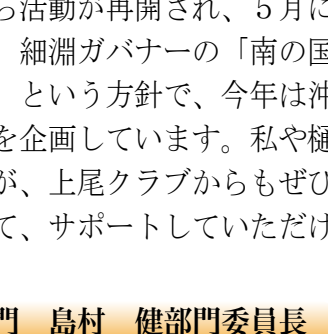 ら活動が再開され、５月に
細淵ガバナーの「南の国
という方針で、今年は沖
を企画しています。私や樋
が、上尾クラブからもぜひ
て、サポートしていただけ
門　島村　健部門委員長